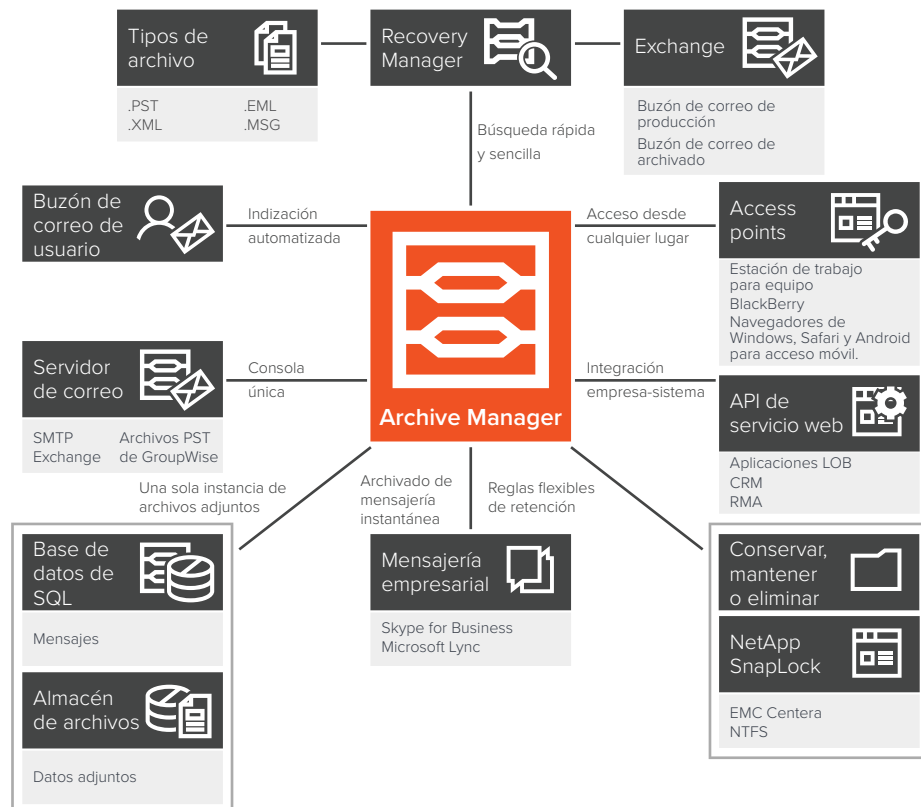 Tipos de
archivo
.PST
.XML
.EML
.MSG
Recovery
Manager
Exchange
Buzón de correo de
producción
Buzón de correo de
archivado
Búsqueda rápida
y sencilla
Buzón de
correo de
usuario
Indización
automatizada
Acceso desde
cualquier lugar
Access
points
Estación de trabajo
para equipo
BlackBerry
Navegadores de
Windows, Safari y Android
para acceso móvil.
Servidor
de correo
SMTP
Exchange
Archivos PST
de GroupWise
Consola
única
Archive Manager
Integración
empresa-sistema
API de
servicio web
Aplicaciones LOB
CRM
RMA
Una sola instancia de
archivos adjuntos
Archivado de
mensajería
instantánea
Reglas flexibles
de retención
Base de
datos de
SQL
Mensajes
Almacén
de archivos
Datos adjuntos
Mensajería
empresarial
Skype for Business
Microsoft Lync
Conservar,
mantener
o eliminar
NetApp
SnapLock
EMC Centera
NTFS